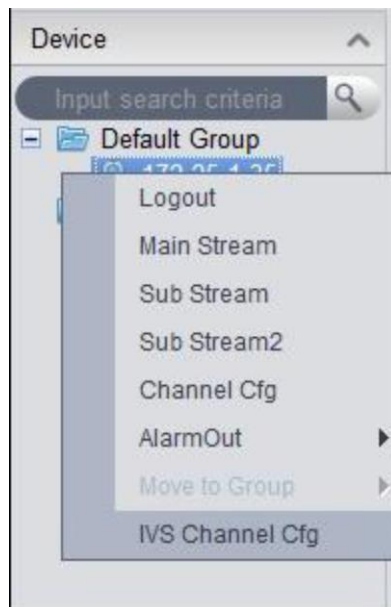 Device
Input search criteria
Default Group
Logout
Main Stream
Sub Stream
Sub Stream2
Channel Cfg
AlarmOut
Move to Group
IVS Channel Cfg